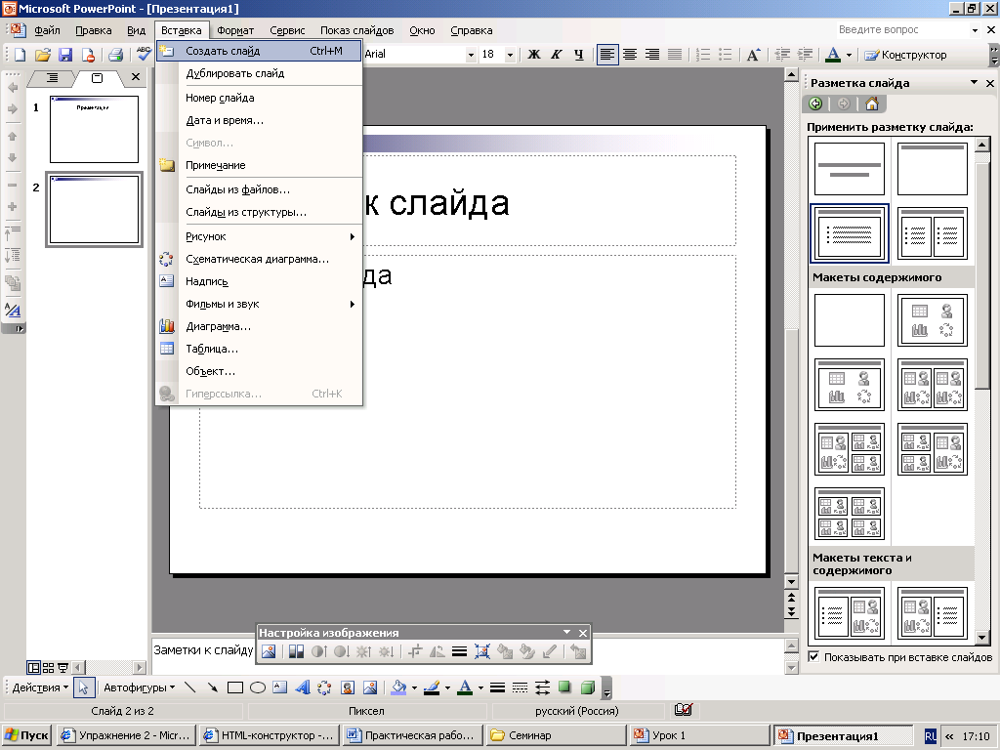 Microsoft PowerPoint - [Презентация1]
Файл Правка Вид Вставка Формат Сервис Показ слайдов Окно Справка Введите вопрос
Arial 18 Ж К Ч Конструктор
Создать слайд Ctrl+M
Дублировать слайд
Номер слайда
Дата и время...
Символ...
Примечание
Слайды из файлов...
Слайды из структуры...
Рисунок
Схематическая диаграмма...
Надпись
Фильмы и звук
Диаграмма...
Таблица...
Объект...
Гиперссылка... Ctrl+K
1
2
к слайда
да
Разметка слайда
Применить разметку слайда:
Макеты содержимого
Макеты текста и
содержимого
Показывать при вставке слайдов
Настройка изображения
Заметки к слайду
Действия Автофигуры
Слайд 2 из 2 Пиксел русский (Россия)
Пуск Упражнение 2 - Micr... HTML-конструктор -... Практическая рабо... Семинар Урок 1 Презентация1 RL « 17:10